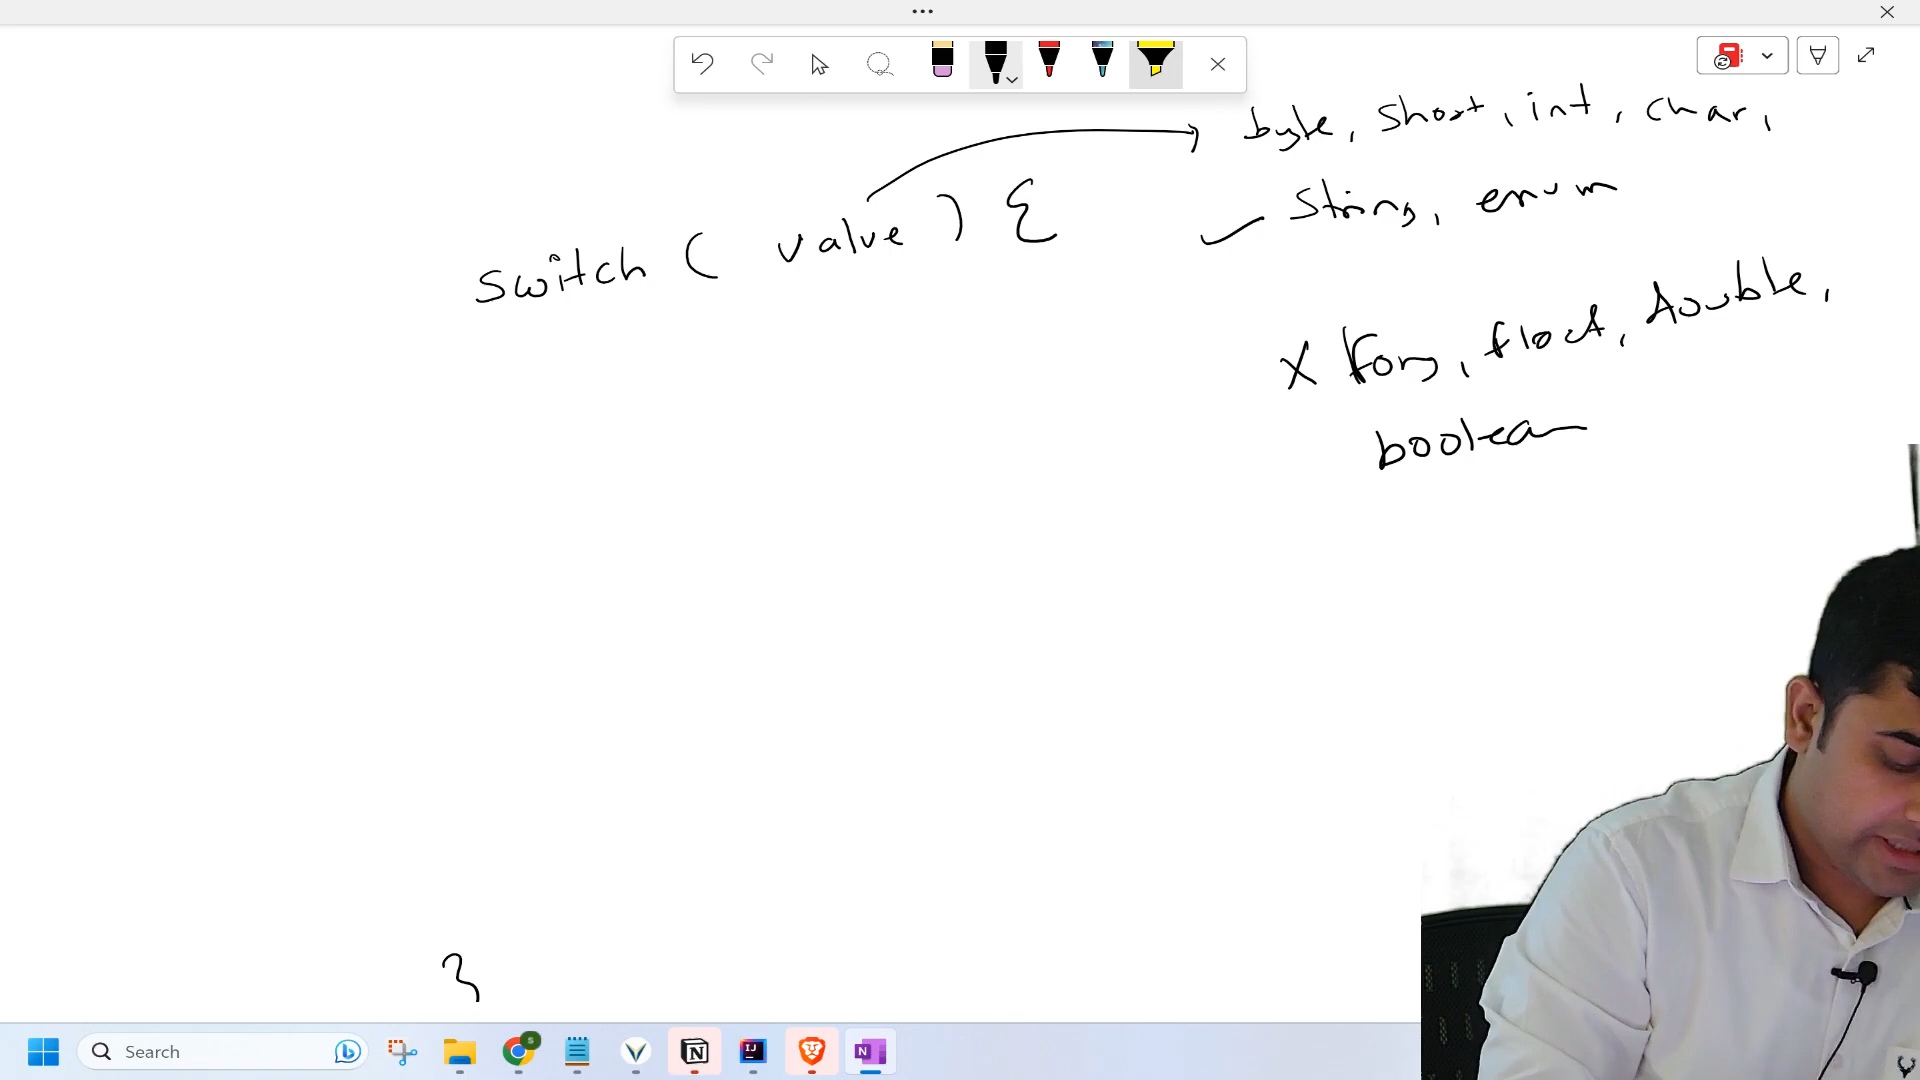 byte, short, int, char,
switch ( value ) {
String, enum
X long, float, double,
boolean
}
Search